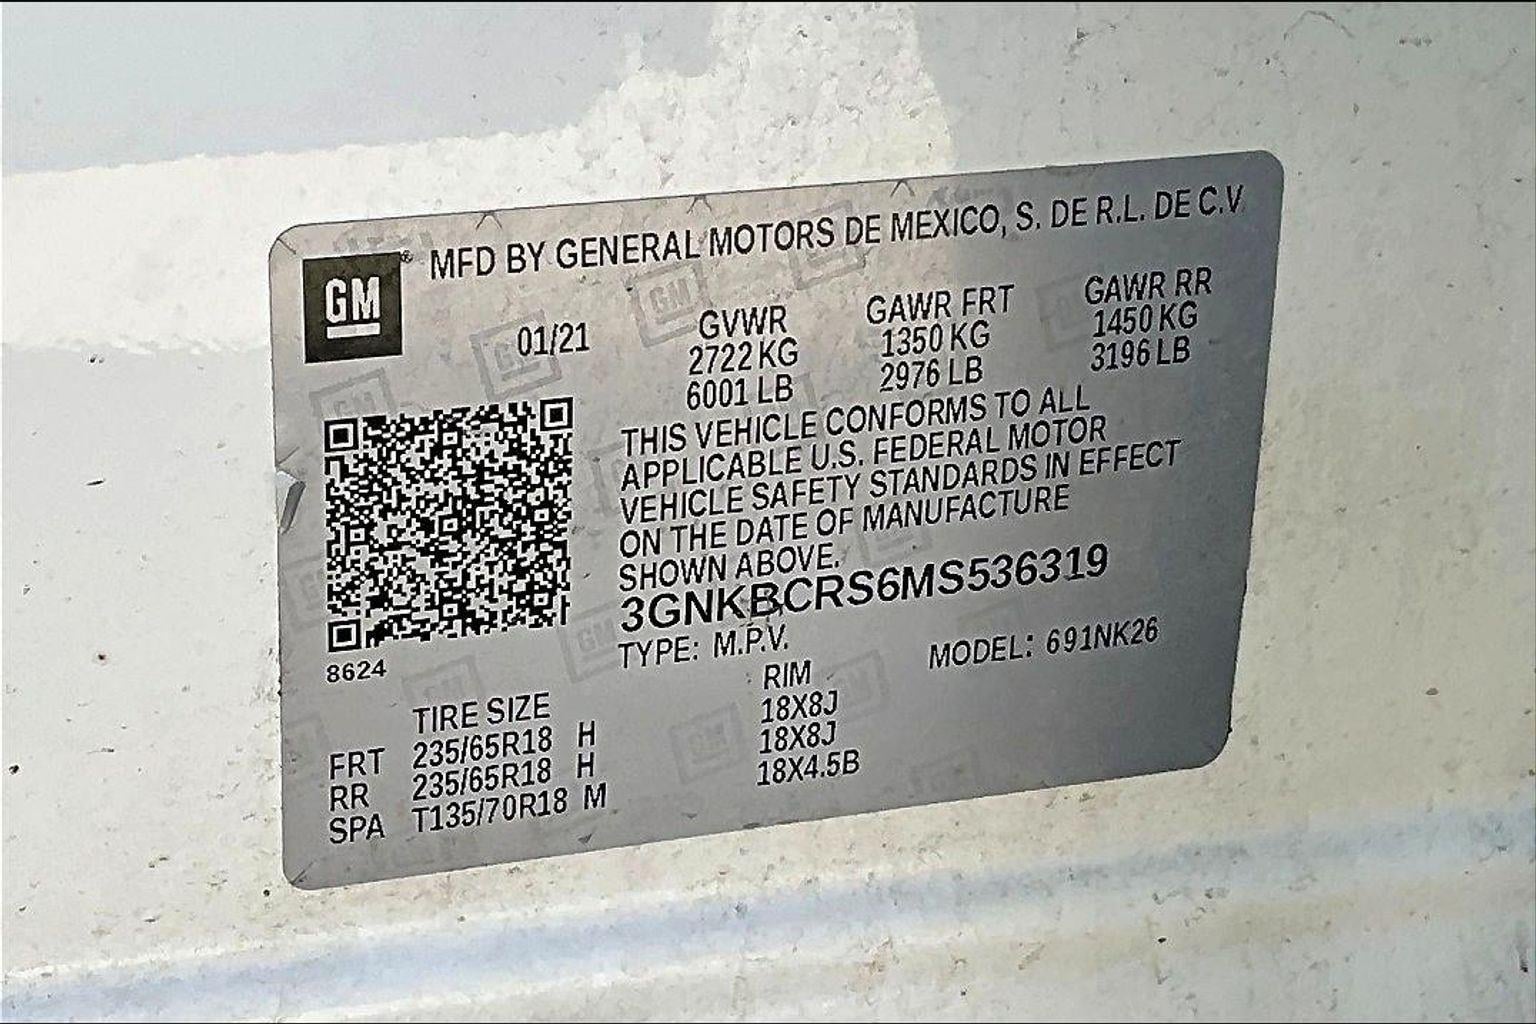 GM ® MFD BY GENERAL MOTORS DE MEXICO, S. DE R.L. DE C.V
01/21 GVWR GAWR FRT GAWR RR
2722 KG 1350 KG 1450 KG
6001 LB 2976 LB 3196 LB
THIS VEHICLE CONFORMS TO ALL
APPLICABLE U.S. FEDERAL MOTOR
VEHICLE SAFETY STANDARDS IN EFFECT
ON THE DATE OF MANUFACTURE
SHOWN ABOVE.
3GNKBCRS6MS536319
TYPE: M.P.V. MODEL: 691NK26
8624
TIRE SIZE RIM
FRT 235/65R18 H 18X8J
RR 235/65R18 H 18X8J
SPA T135/70R18 M 18X4.5B